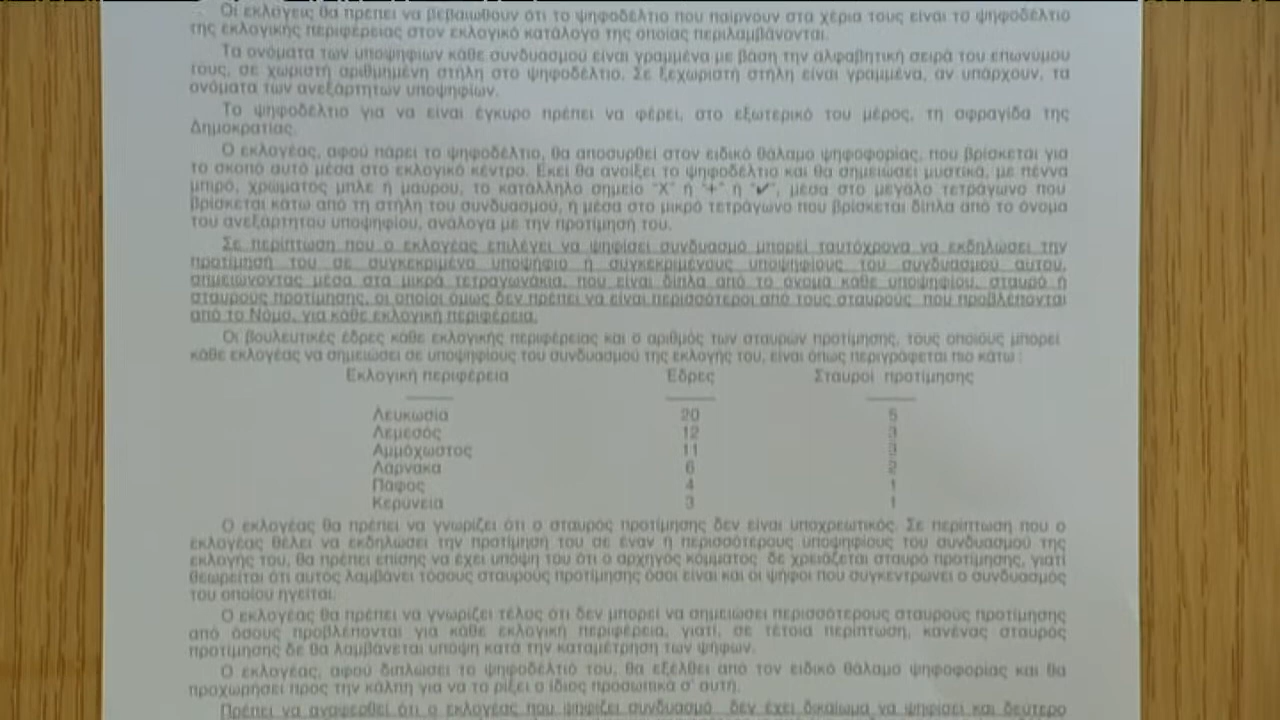 Οι εκλογείς θα πρέπει να βεβαιωθούν ότι το ψηφοδέλτιο που παίρνουν στα χέρια τους είναι το ψηφοδέλτιο
της εκλογικής περιφέρειας στον εκλογικό κατάλογο της οποίας περιλαμβάνονται.
Τα ονόματα των υποψηφίων κάθε συνδυασμού είναι γραμμένα με βάση την αλφαβητική σειρά του επωνύμου
τους, σε χωριστή αριθμημένη στήλη στο ψηφοδέλτιο. Σε ξεχωριστή στήλη είναι γραμμένα, αν υπάρχουν, τα
ονόματα των ανεξάρτητων υποψηφίων.
Το ψηφοδέλτιο για να είναι έγκυρο πρέπει να φέρει, στο εξωτερικό του μέρος, τη σφραγίδα της
Δημοκρατίας.
Ο εκλογέας, αφού πάρει το ψηφοδέλτιο, θα αποσυρθεί στον ειδικό θάλαμο ψηφοφορίας, που βρίσκεται για
το σκοπό αυτό μέσα στο εκλογικό κέντρο. Εκεί θα ανοίξει το ψηφοδέλτιο και θα σημειώσει μυστικά, με πέννα
μπιρό, χρώματος μπλε ή μαύρου, το κατάλληλο σημείο "Χ" ή "+" ή "✔", μέσα στο μεγάλο τετράγωνο που
βρίσκεται κάτω από τη στήλη του συνδυασμού, ή μέσα στο μικρό τετράγωνο που βρίσκεται δίπλα από το όνομα
του ανεξάρτητου υποψηφίου, ανάλογα με την προτίμησή του.
Σε περίπτωση που ο εκλογέας επιλέγει να ψηφίσει συνδυασμό μπορεί ταυτόχρονα να εκδηλώσει την
προτίμησή του σε συγκεκριμένο υποψήφιο ή συγκεκριμένους υποψηφίους του συνδυασμού αυτού,
σημειώνοντας μέσα στα μικρά τετραγωνάκια, που είναι δίπλα από το όνομα κάθε υποψηφίου, σταυρό ή
σταυρούς προτίμησης, οι οποίοι όμως δεν πρέπει να είναι περισσότεροι από τους σταυρούς που προβλέπονται
από το Νόμο, για κάθε εκλογική περιφέρεια.
Οι βουλευτικές έδρες κάθε εκλογικής περιφέρειας και ο αριθμός των σταυρών προτίμησης, τους οποίους μπορεί
κάθε εκλογέας να σημειώσει σε υποψηφίους του συνδυασμού της εκλογής του, είναι όπως περιγράφεται πιο κάτω :
Εκλογική περιφέρεια Έδρες Σταυροί προτίμησης
Λευκωσία 20 5
Λεμεσός 12 3
Αμμόχωστος 11 3
Λάρνακα 6 2
Πάφος 4 1
Κερύνεια 3 1
Ο εκλογέας θα πρέπει να γνωρίζει ότι ο σταυρός προτίμησης δεν είναι υποχρεωτικός. Σε περίπτωση που ο
εκλογέας θέλει να εκδηλώσει την προτίμησή του σε έναν ή περισσότερους υποψηφίους του συνδυασμού της
εκλογής του, θα πρέπει επίσης να έχει υπόψη του ότι ο αρχηγός κόμματος δε χρειάζεται σταυρό προτίμησης, γιατί
θεωρείται ότι αυτός λαμβάνει τόσους σταυρούς προτίμησης όσοι είναι και οι ψήφοι που συγκεντρώνει ο συνδυασμός
του οποίου ηγείται.
Ο εκλογέας θα πρέπει να γνωρίζει τέλος ότι δεν μπορεί να σημειώσει περισσότερους σταυρούς προτίμησης
από όσους προβλέπονται για κάθε εκλογική περιφέρεια, γιατί, σε τέτοια περίπτωση, κανένας σταυρός
προτίμησης δε θα λαμβάνεται υπόψη κατά την καταμέτρηση των ψήφων.
Ο εκλογέας, αφού διπλώσει το ψηφοδέλτιό του, θα εξέλθει από τον ειδικό θάλαμο ψηφοφορίας και θα
προχωρήσει προς την κάλπη για να το ρίξει ο ίδιος προσωπικά σ' αυτή.
Πρέπει να αναφερθεί ότι ο εκλογέας που ψηφίζει συνδυασμό δεν έχει δικαίωμα να ψηφίσει και δεύτερο